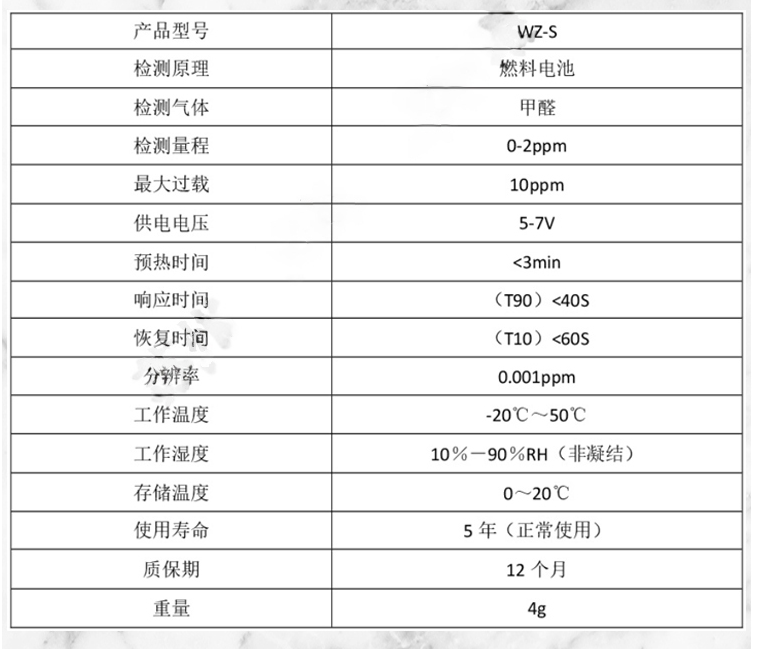 产品型号 WZ-S
检测原理 燃料电池
检测气体 甲醛
检测量程 0-2ppm
最大过载 10ppm
供电电压 5-7V
预热时间 <3min
响应时间 （T90）<40S
恢复时间 （T10）<60S
分辨率 0.001ppm
工作温度 -20℃～50℃
工作湿度 10％－90％RH（非凝结）
存储温度 0～20℃
使用寿命 5 年（正常使用）
质保期 12 个月
重量 4g